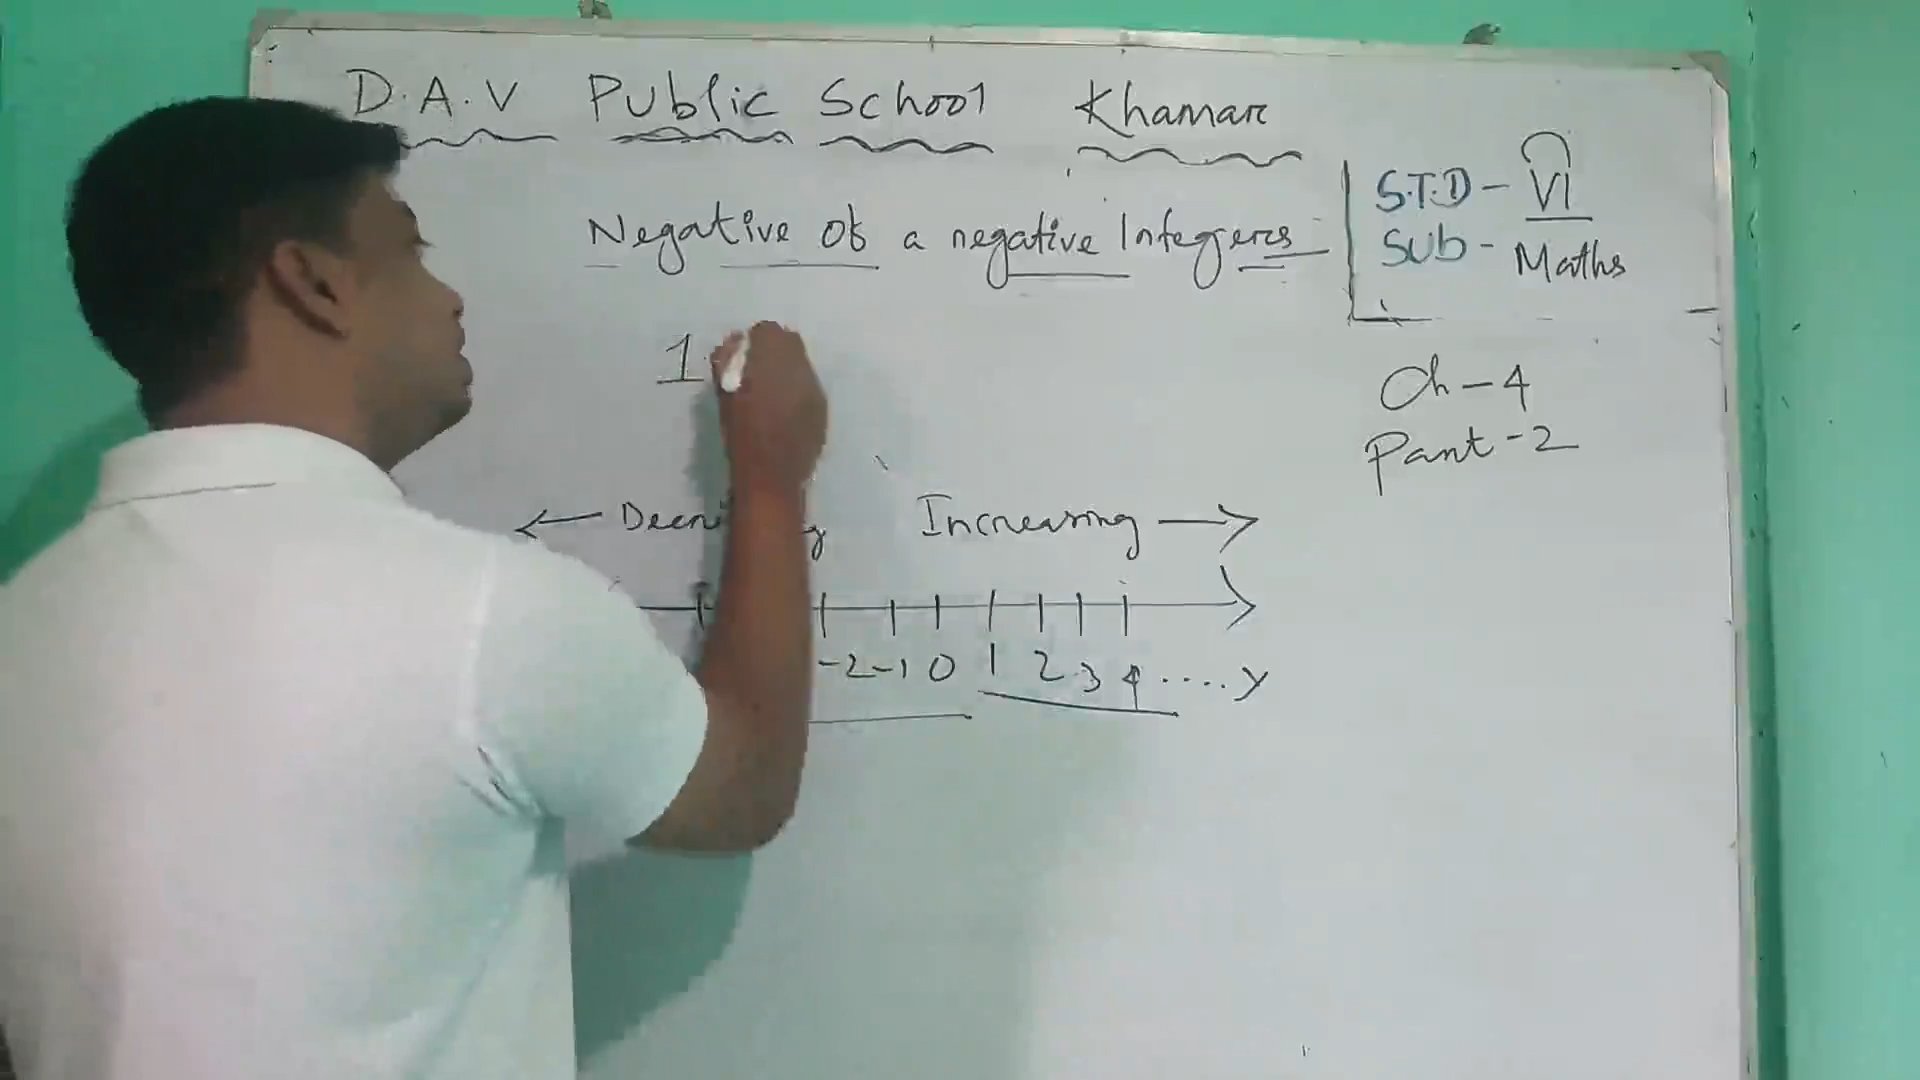 D.A.V Public School Khamar
Negative of a negative Integers
S.T.D - VI
Sub - Maths
1
Ch - 4
Part - 2
Increasing
-2 -1 0 1 2 3 4 .... y